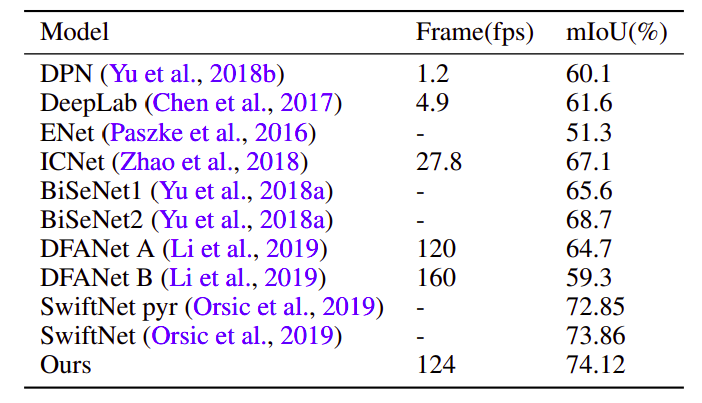 Model Frame(fps) mIoU(%)
DPN (Yu et al., 2018b) 1.2 60.1
DeepLab (Chen et al., 2017) 4.9 61.6
ENet (Paszke et al., 2016) - 51.3
ICNet (Zhao et al., 2018) 27.8 67.1
BiSeNet1 (Yu et al., 2018a) - 65.6
BiSeNet2 (Yu et al., 2018a) - 68.7
DFANet A (Li et al., 2019) 120 64.7
DFANet B (Li et al., 2019) 160 59.3
SwiftNet pyr (Orsic et al., 2019) - 72.85
SwiftNet (Orsic et al., 2019) - 73.86
Ours 124 74.12